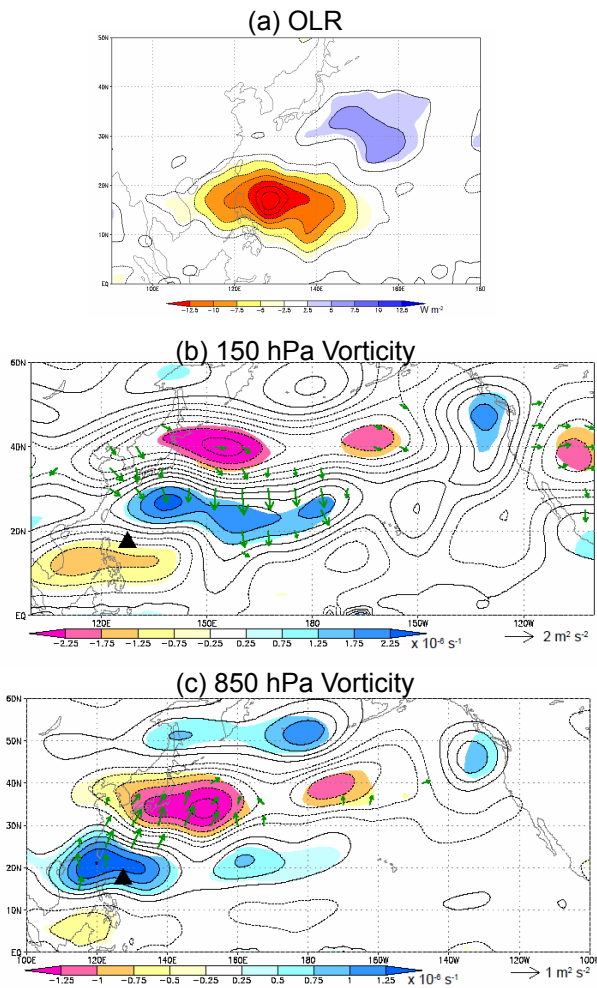 (a) OLR
50N
40N
30N
20N
10N
EQ
100E 120E 140E 160E 180
-12.5 -10 -7.5 -5 -2.5 2.5 5 7.5 10 12.5 W m-2
(b) 150 hPa Vorticity
60N
40N
20N
EQ
120E 150E 180 150W 120W
-2.25 -1.75 -1.25 -0.75 -0.25 0.25 0.75 1.25 1.75 2.25 x 10-6 s-1 2 m2 s-2
(c) 850 hPa Vorticity
60N
50N
40N
30N
20N
10N
EQ
100E 120E 140E 160E 180 160W 140W 120W 100W
-1.25 -1 -0.75 -0.5 -0.25 0.25 0.5 0.75 1 1.25 x 10-6 s-1 1 m2 s-2